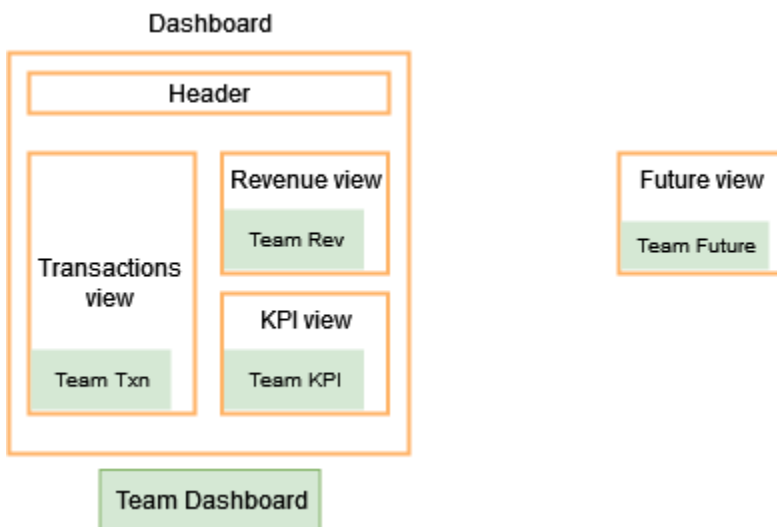 Dashboard
Header
Revenue view
Team Rev
Transactions
view
Team Txn
KPI view
Team KPI
Team Dashboard
Future view
Team Future